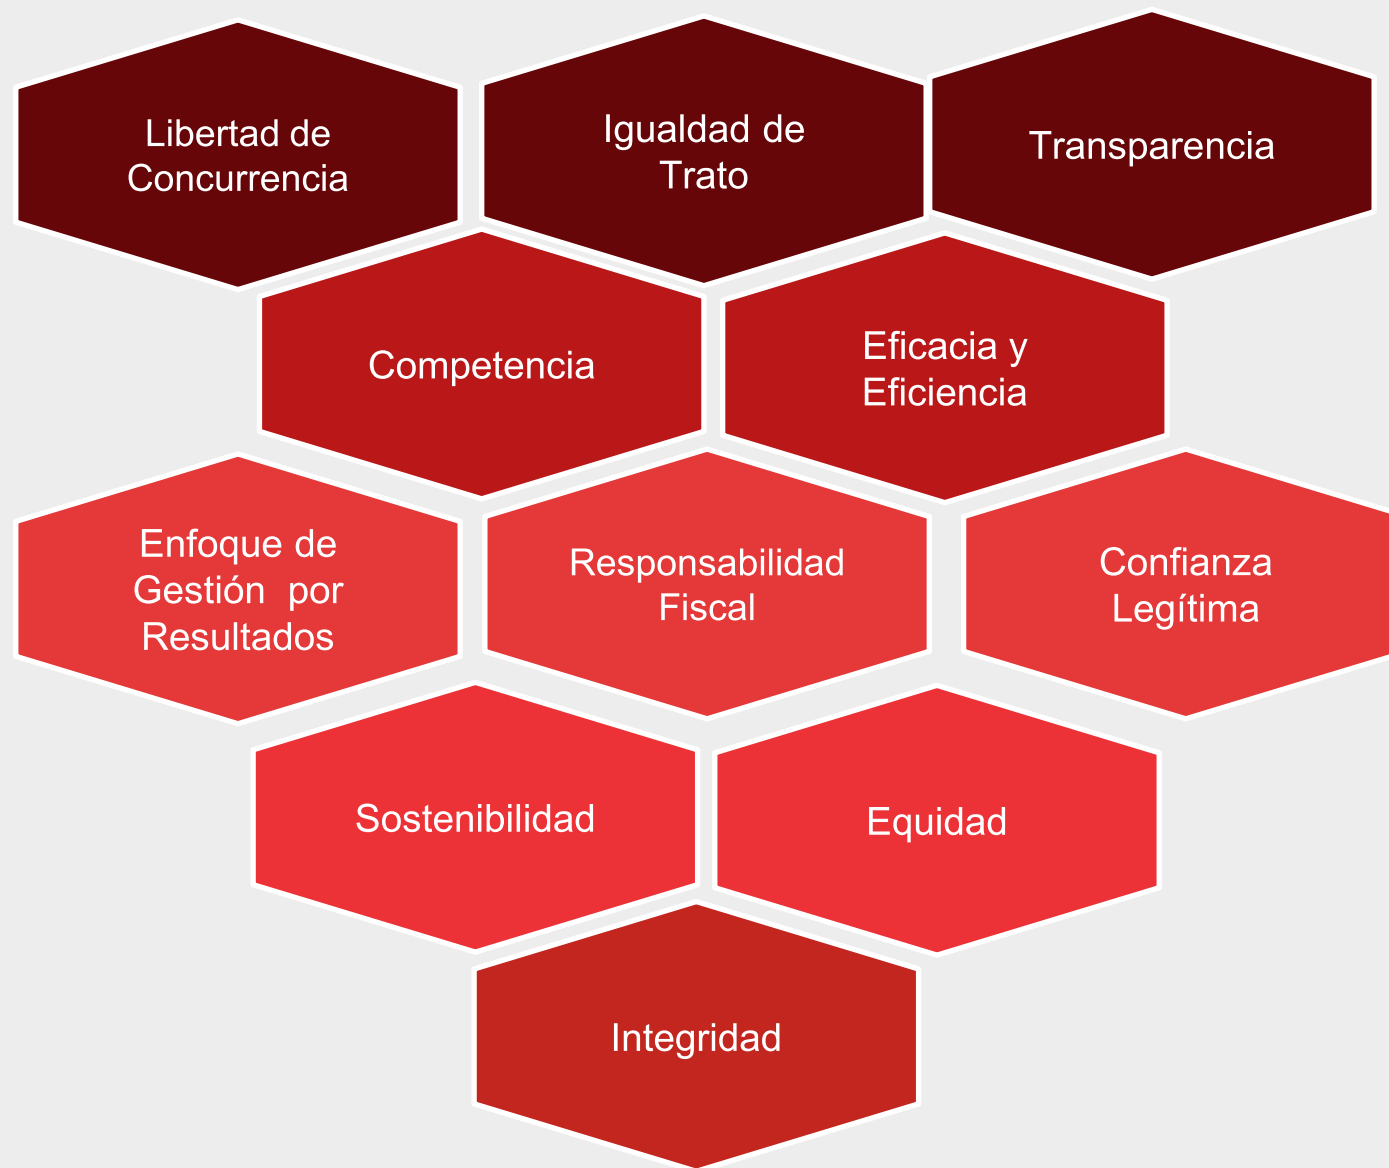 Libertad de
Concurrencia
Igualdad de
Trato
Transparencia
Competencia
Eficacia y
Eficiencia
Enfoque de
Gestión  por
Resultados
Responsabilidad
Fiscal
Confianza
Legítima
Sostenibilidad
Equidad
Integridad